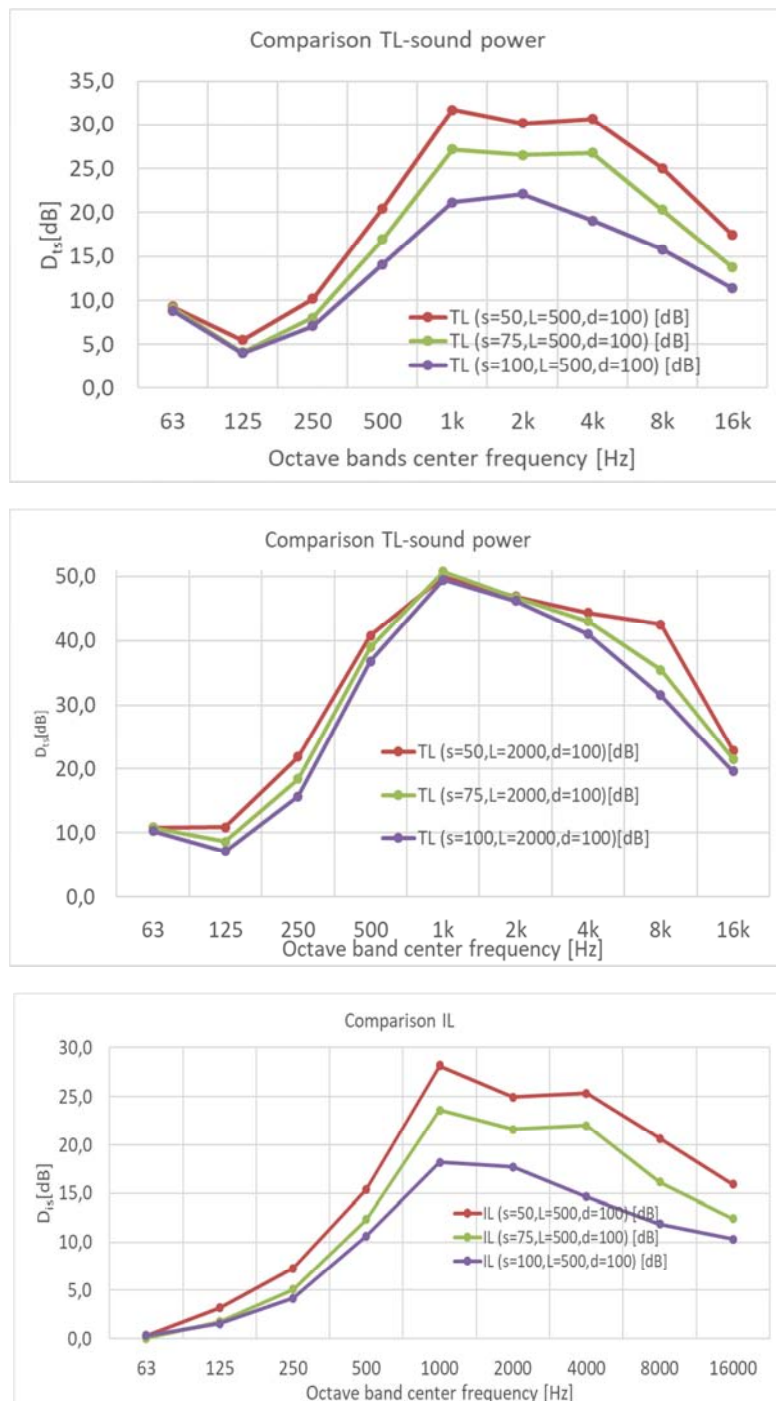 Comparison TL-sound power
35,0
30,0
25,0
20,0
15,0
10,0
5,0
0,0
Dts[dB]
TL (s=50,L=500,d=100) [dB]
TL (s=75,L=500,d=100) [dB]
TL (s=100,L=500,d=100) [dB]
63 125 250 500 1k 2k 4k 8k 16k
Octave bands center frequency [Hz]
Comparison TL-sound power
50,0
40,0
30,0
20,0
10,0
0,0
Dts[dB]
TL (s=50,L=2000,d=100)[dB]
TL (s=75,L=2000,d=100)[dB]
TL (s=100,L=2000,d=100)[dB]
63 125 250 500 1k 2k 4k 8k 16k
Octave band center frequency [Hz]
Comparison IL
30,0
25,0
20,0
15,0
10,0
5,0
0,0
Dis[dB]
IL (s=50,L=500,d=100) [dB]
IL (s=75,L=500,d=100) [dB]
IL (s=100,L=500,d=100) [dB]
63 125 250 500 1000 2000 4000 8000 16000
Octave band center frequency [Hz]